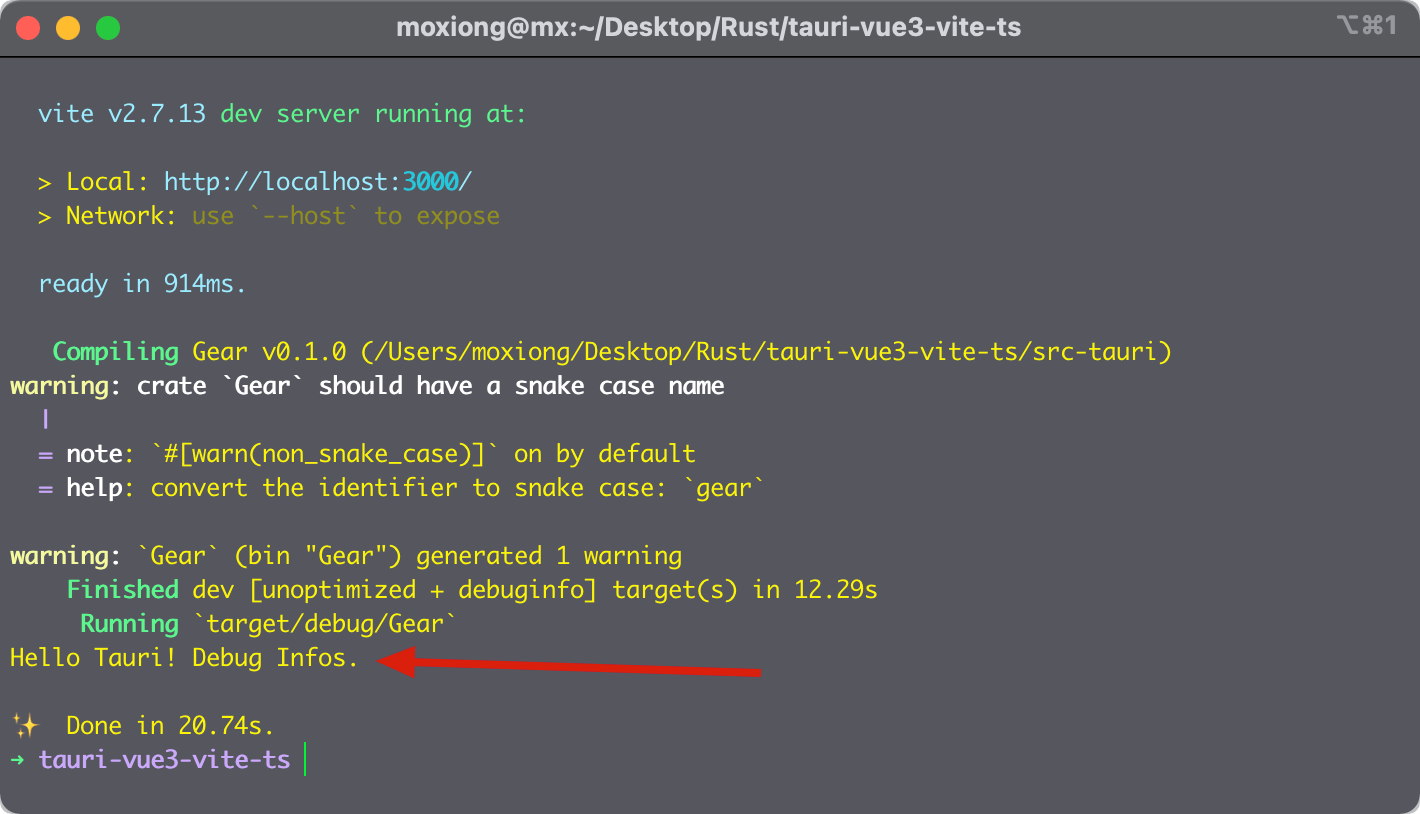 moxiong@mx:~/Desktop/Rust/tauri-vue3-vite-ts
⌥⌘1
vite v2.7.13 dev server running at:
> Local: http://localhost:3000/
> Network: use `--host` to expose
ready in 914ms.
Compiling Gear v0.1.0 (/Users/moxiong/Desktop/Rust/tauri-vue3-vite-ts/src-tauri)
warning: crate `Gear` should have a snake case name
|
= note: `#[warn(non_snake_case)]` on by default
= help: convert the identifier to snake case: `gear`
warning: `Gear` (bin "Gear") generated 1 warning
Finished dev [unoptimized + debuginfo] target(s) in 12.29s
Running `target/debug/Gear`
Hello Tauri! Debug Infos.
✨ Done in 20.74s.
→ tauri-vue3-vite-ts